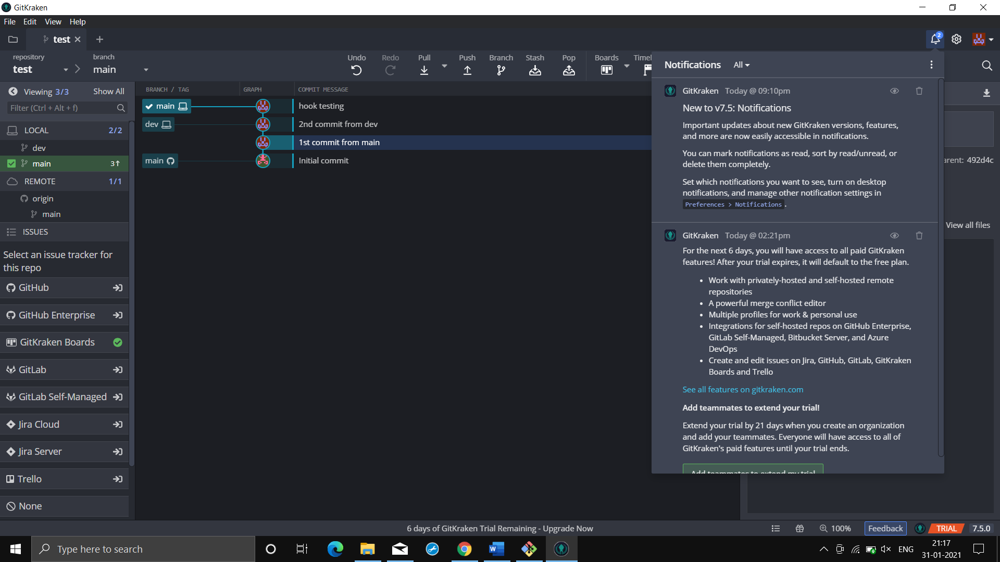 GitKraken
File Edit View Help
test
2
repository
test
branch
main
Undo Redo Pull Push Branch Stash Pop Boards Timel
Viewing 3/3 Show All
Filter (Ctrl + Alt + f)
LOCAL 2/2
dev
main 3↑
REMOTE 1/1
origin
main
ISSUES
Select an issue tracker for
this repo
GitHub
GitHub Enterprise
GitKraken Boards
GitLab
GitLab Self-Managed
Jira Cloud
Jira Server
Trello
None
BRANCH / TAG GRAPH COMMIT MESSAGE
main hook testing
dev 2nd commit from dev
1st commit from main
main Initial commit
Notifications All
GitKraken Today @ 09:10pm
New to v7.5: Notifications
Important updates about new GitKraken versions, features,
and more are now easily accessible in notifications.
You can mark notifications as read, sort by read/unread, or
delete them completely.
Set which notifications you want to see, turn on desktop
notifications, and manage other notification settings in
Preferences > Notifications.
GitKraken Today @ 02:21pm
For the next 6 days, you will have access to all paid GitKraken
features! After your trial expires, it will default to the free plan.
• Work with privately-hosted and self-hosted remote
repositories
• A powerful merge conflict editor
• Multiple profiles for work & personal use
• Integrations for self-hosted repos on GitHub Enterprise,
GitLab Self-Managed, Bitbucket Server, and Azure
DevOps
• Create and edit issues on Jira, GitHub, GitLab, GitKraken
Boards and Trello
See all features on gitkraken.com
Add teammates to extend your trial!
Extend your trial by 21 days when you create an organization
and add your teammates. Everyone will have access to all of
GitKraken's paid features until your trial ends.
Add teammates to extend my trial
arent: 492d4c
View all files
6 days of GitKraken Trial Remaining - Upgrade Now
100% Feedback TRIAL 7.5.0
Type here to search
ENG
21:17
31-01-2021